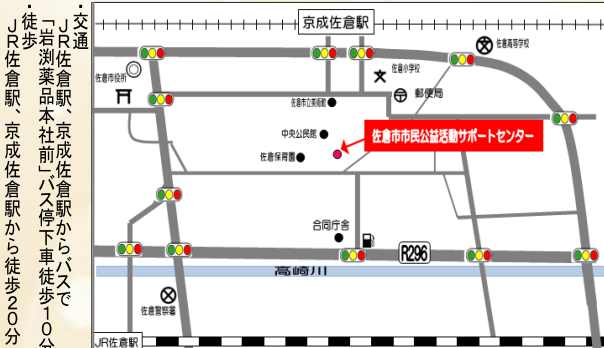 ・交通
JR佐倉駅、京成佐倉駅からバスで
「岩渕薬品本社前」バス停下車徒歩10分
・徒歩
JR佐倉駅、京成佐倉駅から徒歩20分
京成佐倉駅
佐倉高等学校
佐倉市役所
佐倉小学校
郵便局
佐倉市立美術館
中央公民館
佐倉市市民公益活動サポートセンター
佐倉保育園
合同庁舎
R296
高崎川
佐倉警察署
JR佐倉駅